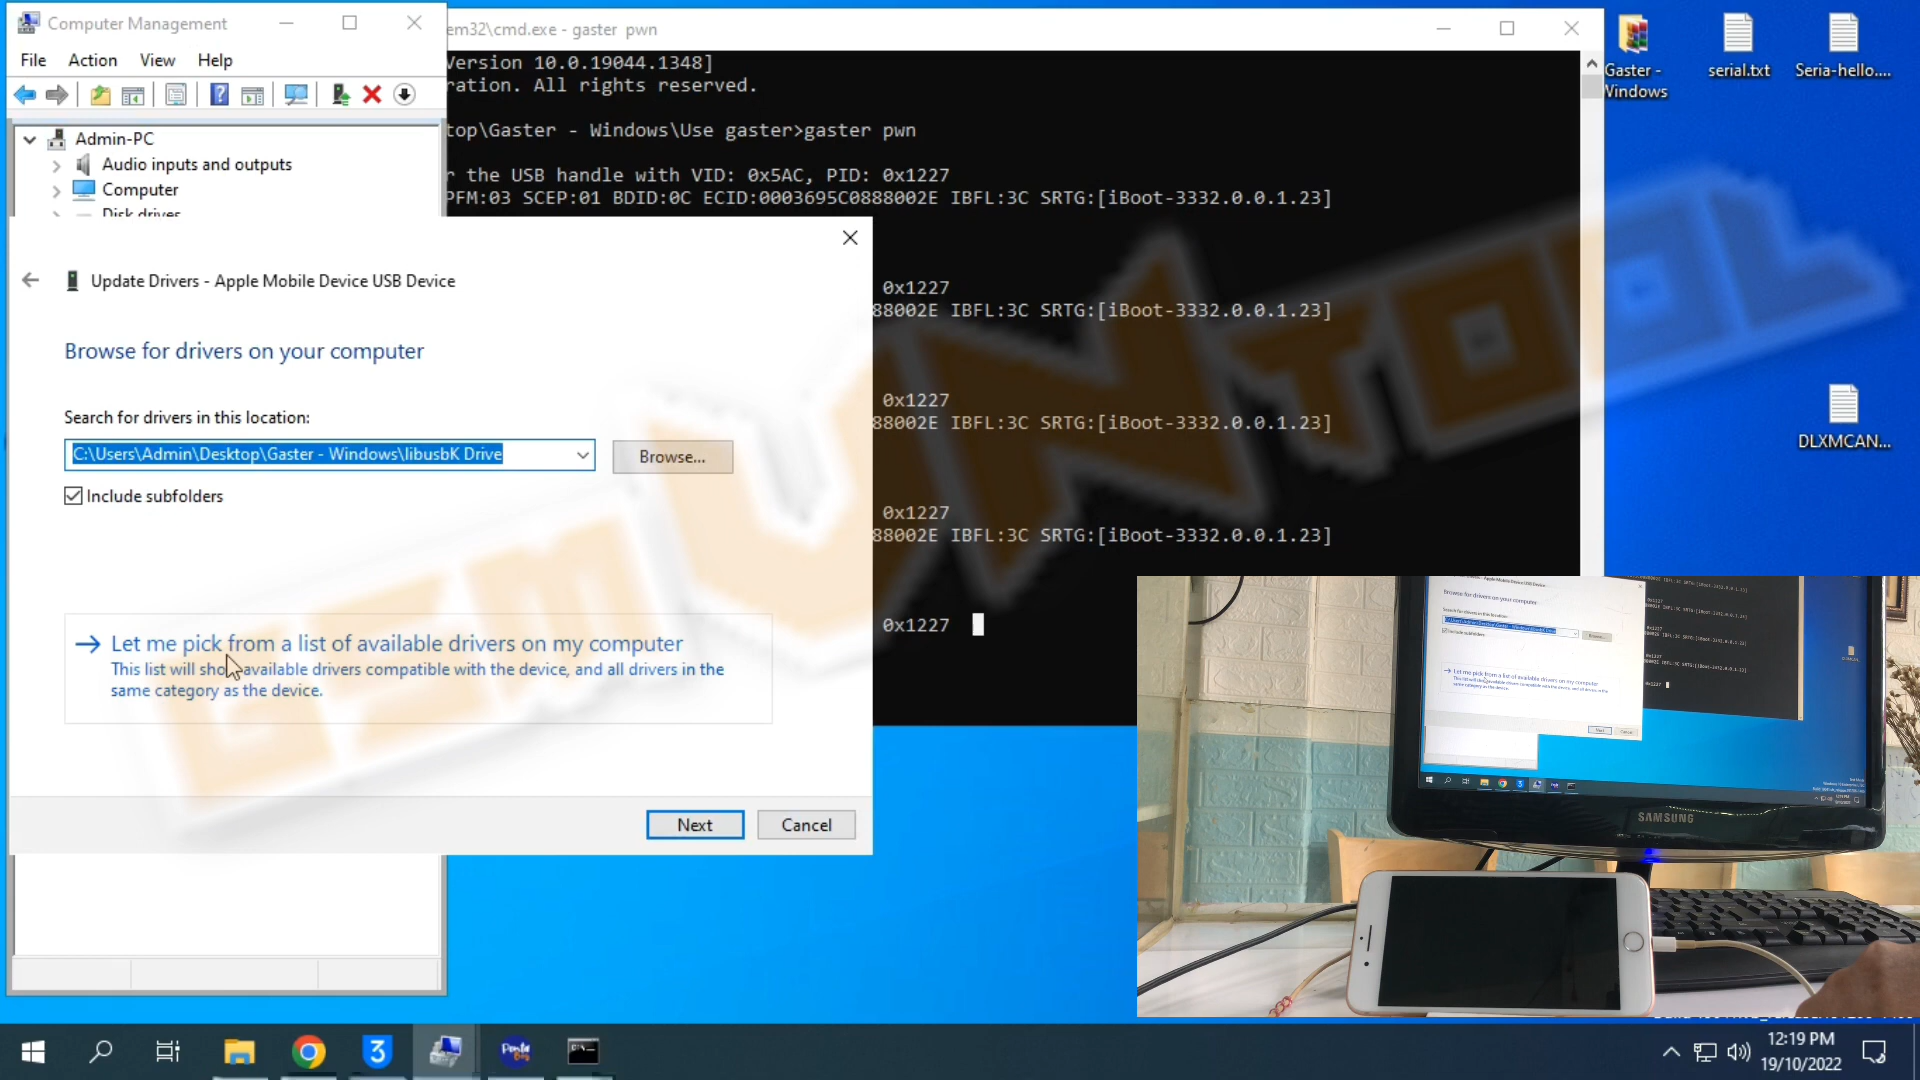 Computer Management
File Action View Help
Admin-PC
Audio inputs and outputs
Computer
Disk drives
em32\cmd.exe - gaster pwn
Version 10.0.19044.1348]
ration. All rights reserved.
top\Gaster - Windows\Use gaster>gaster pwn
r the USB handle with VID: 0x5AC, PID: 0x1227
PFM:03 SCEP:01 BDID:0C ECID:0003695C0888002E IBFL:3C SRTG:[iBoot-3332.0.0.1.23]
0x1227
88002E IBFL:3C SRTG:[iBoot-3332.0.0.1.23]
0x1227
88002E IBFL:3C SRTG:[iBoot-3332.0.0.1.23]
0x1227
88002E IBFL:3C SRTG:[iBoot-3332.0.0.1.23]
0x1227
Update Drivers - Apple Mobile Device USB Device
Browse for drivers on your computer
Search for drivers in this location:
C:\Users\Admin\Desktop\Gaster - Windows\libusbK Drive
Browse...
Include subfolders
Let me pick from a list of available drivers on my computer
This list will show available drivers compatible with the device, and all drivers in the
same category as the device.
Next
Cancel
Gaster -
Windows
serial.txt
Seria-hello....
DLXMCAN...
SAMSUNG
3
12:19 PM
19/10/2022